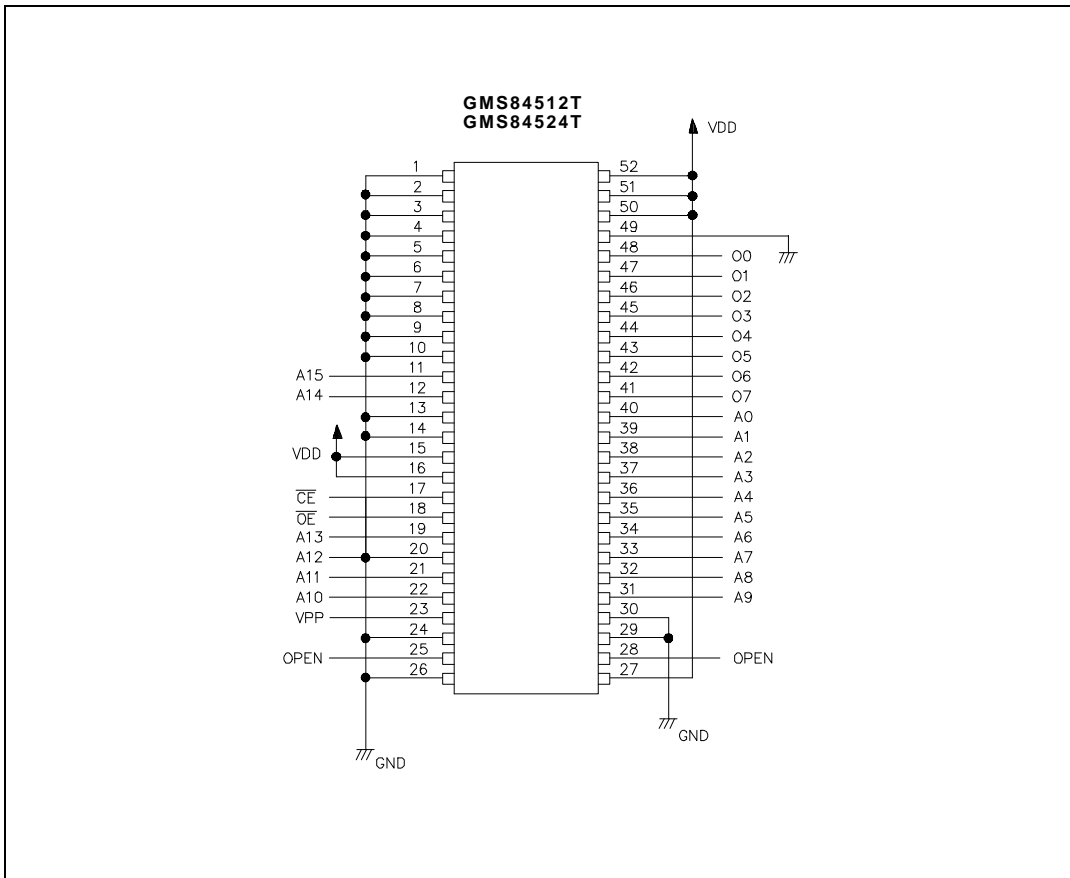 GMS84512T
GMS84524T
VDD
1 52
2 51
3 50
4 49
5 48 O0
6 47 O1
7 46 O2
8 45 O3
9 44 O4
10 43 O5
A15 11 42 O6
A14 12 41 O7
13 40 A0
14 39 A1
VDD 15 38 A2
16 37 A3
C̅E̅ 17 36 A4
O̅E̅ 18 35 A5
A13 19 34 A6
A12 20 33 A7
A11 21 32 A8
A10 22 31 A9
VPP 23 30
24 29
OPEN 25 28 OPEN
26 27
GND
GND